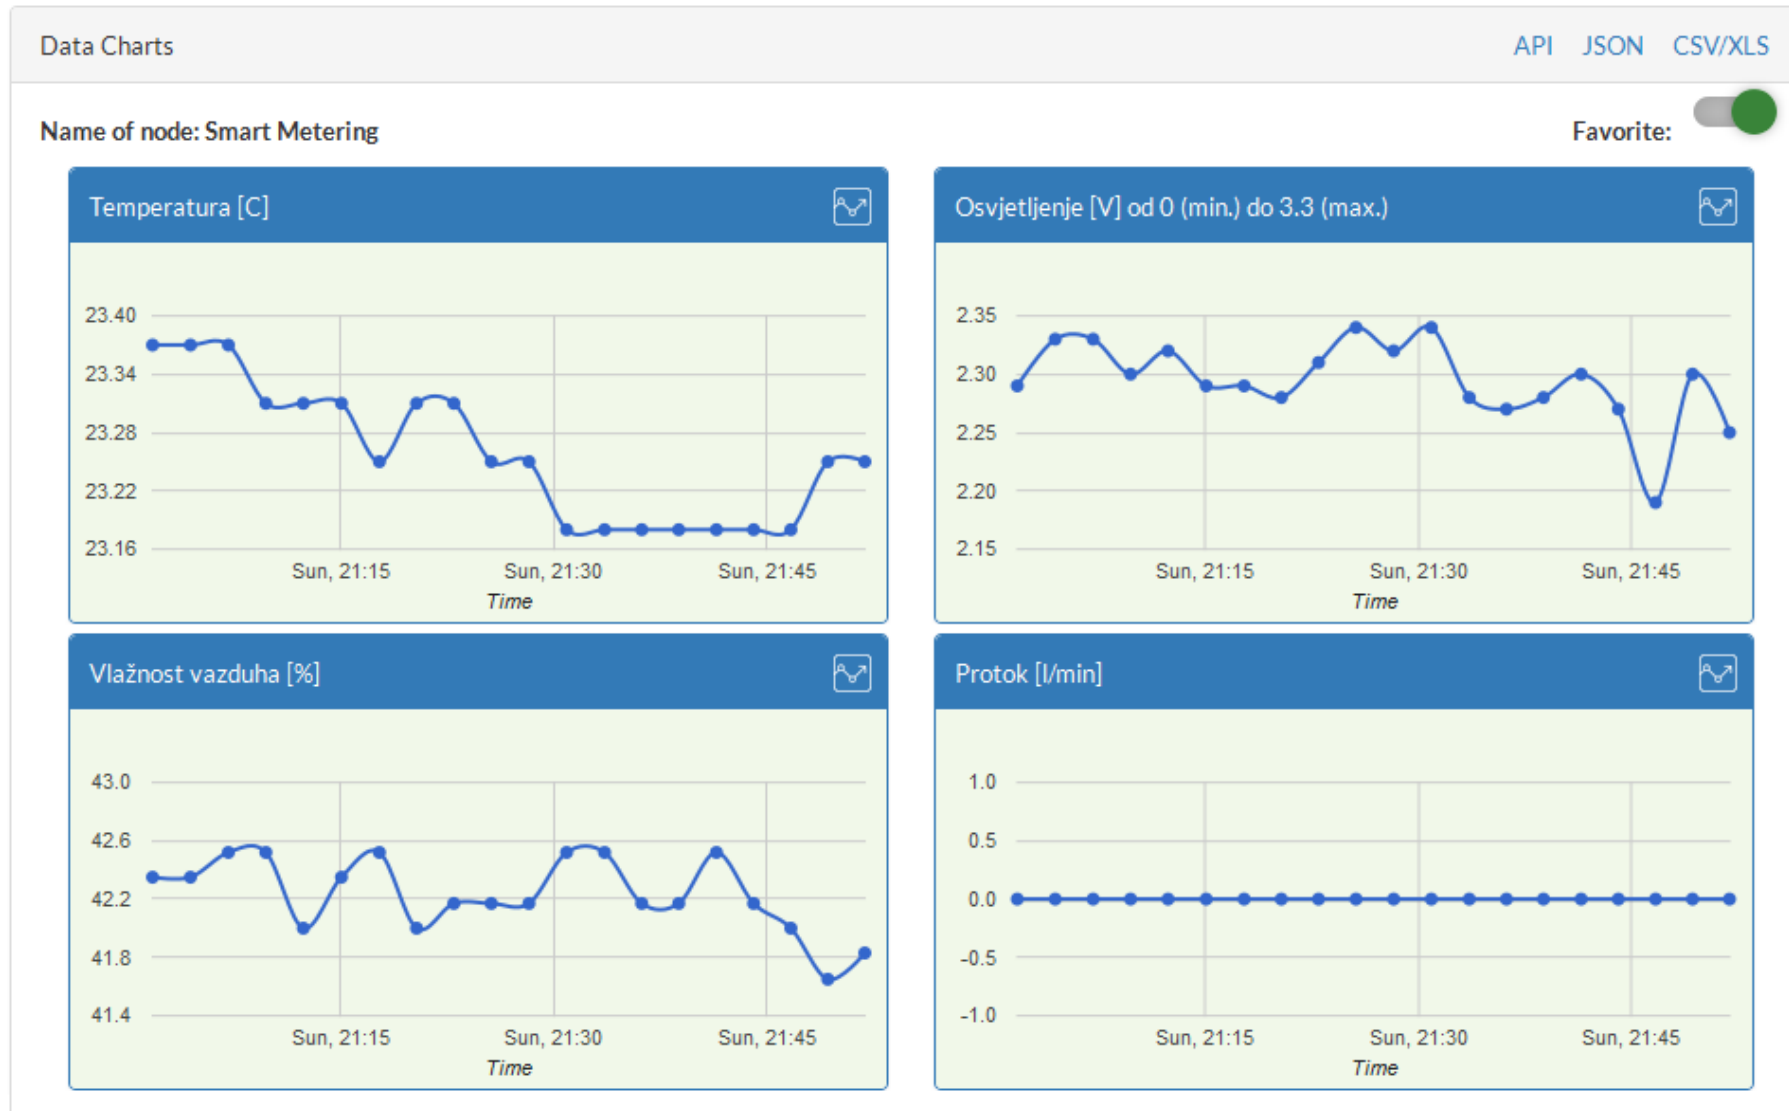 Data Charts API JSON CSV/XLS
Name of node: Smart Metering Favorite:
Temperatura [C]
23.40
23.34
23.28
23.22
23.16
Sun, 21:15 Sun, 21:30 Sun, 21:45
Time
Osvjetljenje [V] od 0 (min.) do 3.3 (max.)
2.35
2.30
2.25
2.20
2.15
Sun, 21:15 Sun, 21:30 Sun, 21:45
Time
Vlažnost vazduha [%]
43.0
42.6
42.2
41.8
41.4
Sun, 21:15 Sun, 21:30 Sun, 21:45
Time
Protok [l/min]
1.0
0.5
0.0
-0.5
-1.0
Sun, 21:15 Sun, 21:30 Sun, 21:45
Time